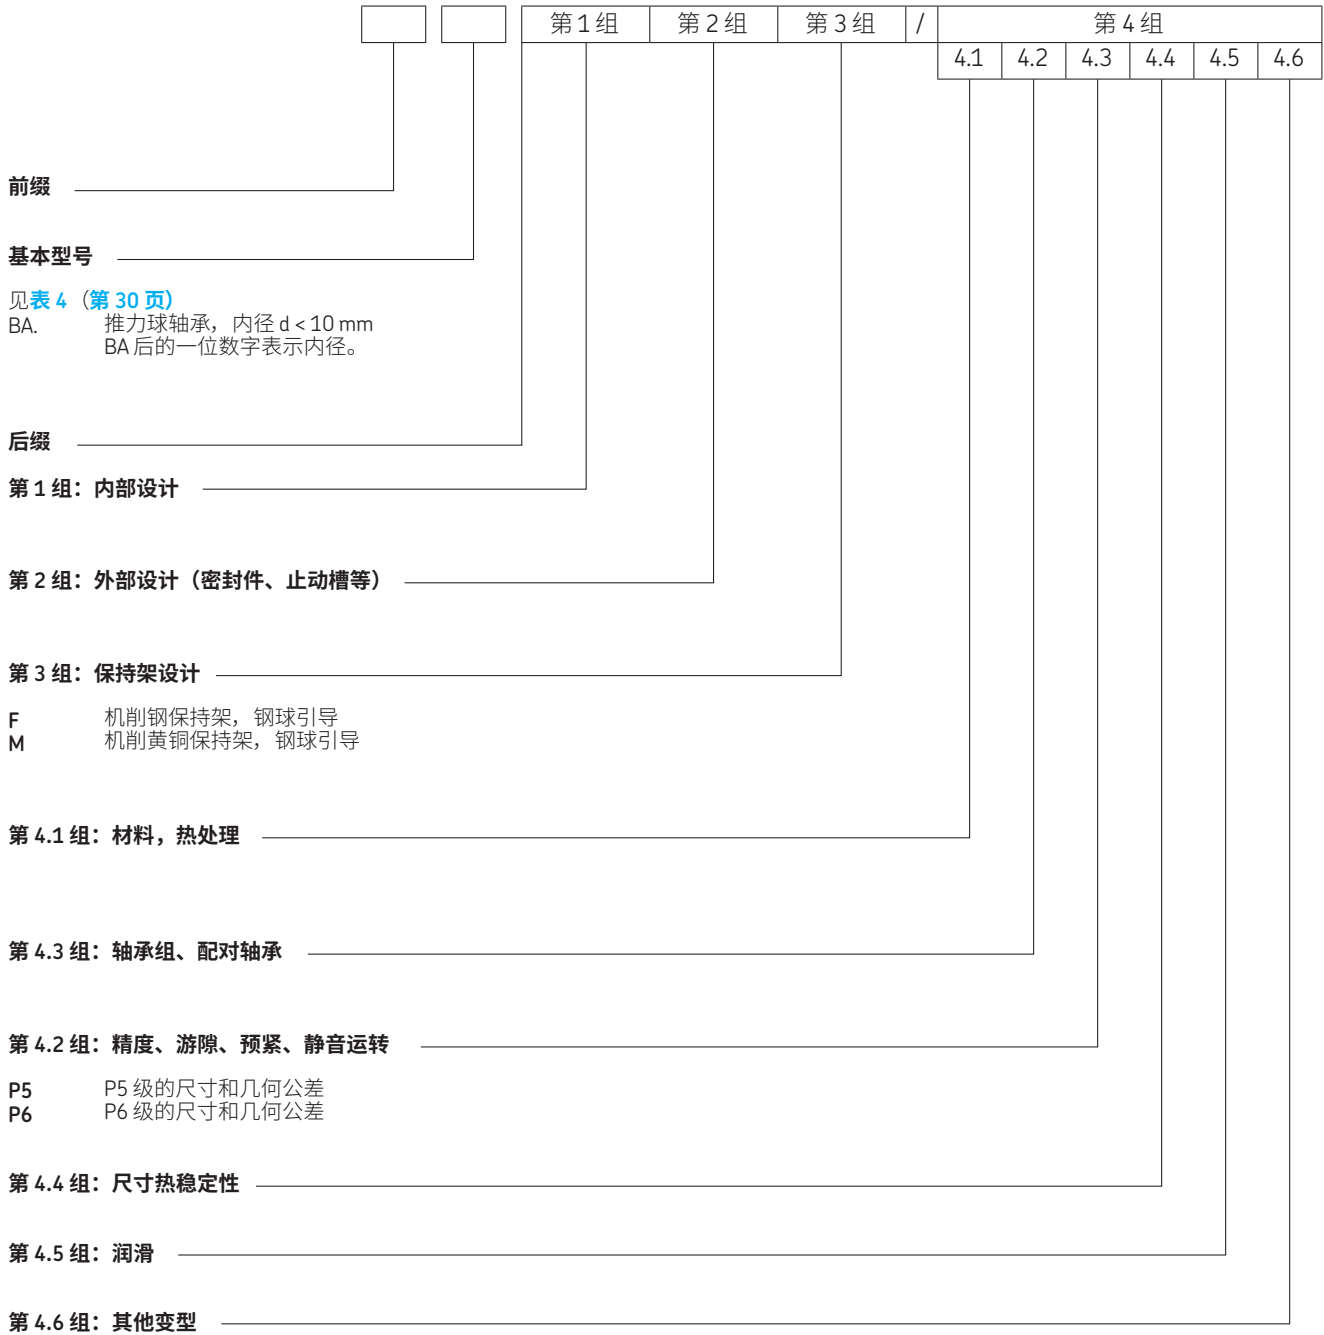 第 1 组 第 2 组 第 3 组 / 第 4 组
4.1 4.2 4.3 4.4 4.5 4.6
前缀
基本型号
见表 4（第 30 页）
BA. 推力球轴承，内径 d < 10 mm
BA 后的一位数字表示内径。
后缀
第 1 组：内部设计
第 2 组：外部设计（密封件、止动槽等）
第 3 组：保持架设计
F 机削钢保持架，钢球引导
M 机削黄铜保持架，钢球引导
第 4.1 组：材料，热处理
第 4.3 组：轴承组、配对轴承
第 4.2 组：精度、游隙、预紧、静音运转
P5 P5 级的尺寸和几何公差
P6 P6 级的尺寸和几何公差
第 4.4 组：尺寸热稳定性
第 4.5 组：润滑
第 4.6 组：其他变型